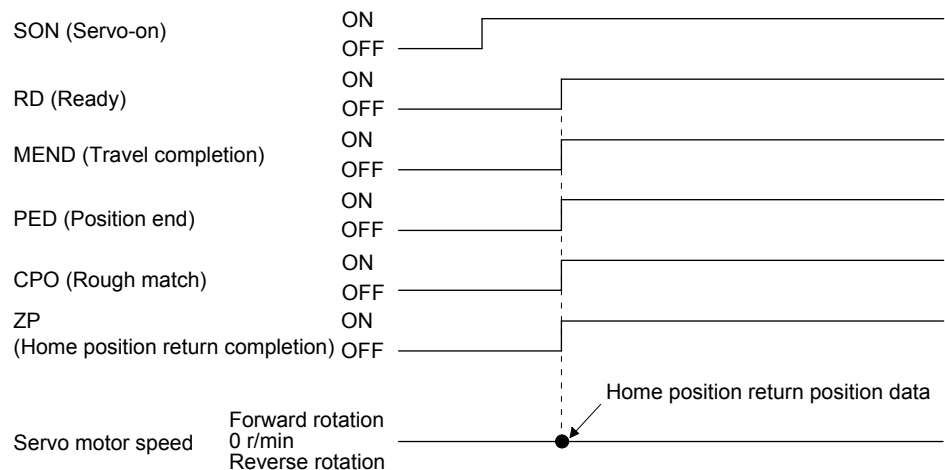 SON (Servo-on)
ON
OFF
RD (Ready)
ON
OFF
MEND (Travel completion)
ON
OFF
PED (Position end)
ON
OFF
CPO (Rough match)
ON
OFF
ZP
(Home position return completion)
ON
OFF
Home position return position data
Servo motor speed
Forward rotation
0 r/min
Reverse rotation